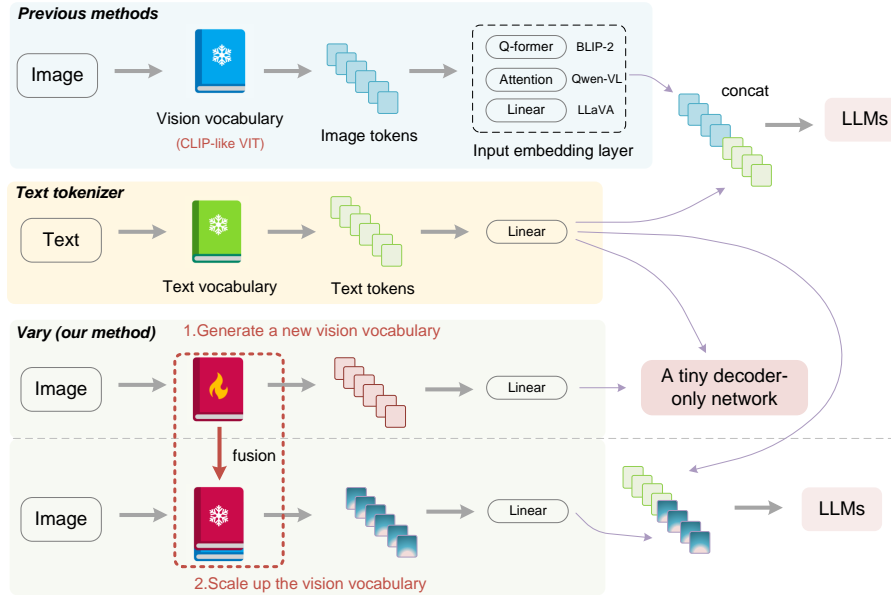 Previous methods
Image
Vision vocabulary
(CLIP-like VIT)
Image tokens
Q-former BLIP-2
Attention Qwen-VL
Linear LLaVA
Input embedding layer
concat
LLMs
Text tokenizer
Text
Text vocabulary
Text tokens
Linear
Vary (our method)
1.Generate a new vision vocabulary
Image
Linear
A tiny decoder-
only network
fusion
Image
Linear
LLMs
2.Scale up the vision vocabulary